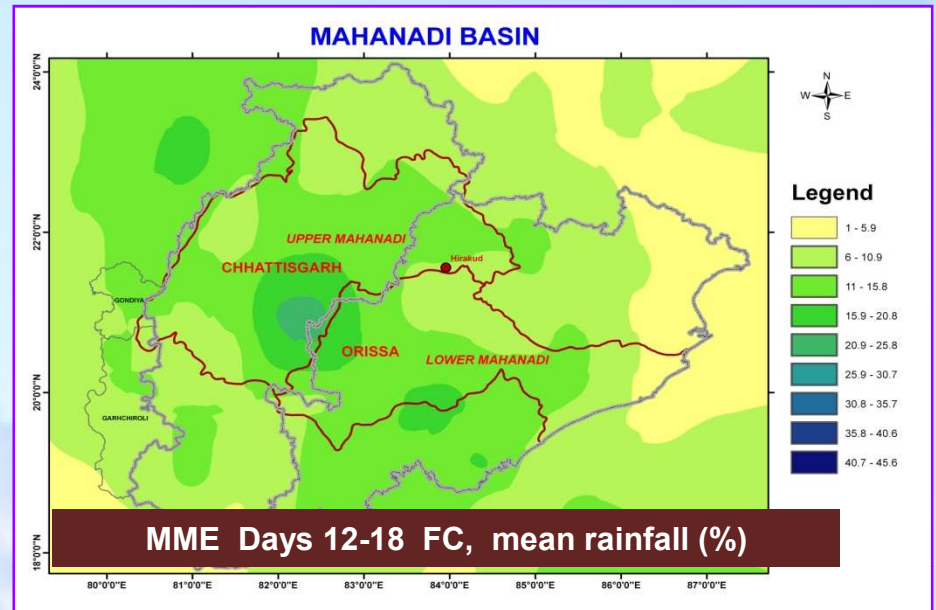 MAHANADI BASIN
24°0'0"N
22°0'0"N
20°0'0"N
18°0'0"N
N
W E
S
UPPER MAHANADI
CHHATTISGARH
Hirakud
GONDIYA
ORISSA
LOWER MAHANADI
GARHCHIROLI
Legend
1 - 5.9
6 - 10.9
11 - 15.8
15.9 - 20.8
20.9 - 25.8
25.9 - 30.7
30.8 - 35.7
35.8 - 40.6
40.7 - 45.6
MME Days 12-18 FC, mean rainfall (%)
80°0'0"E 81°0'0"E 82°0'0"E 83°0'0"E 84°0'0"E 85°0'0"E 86°0'0"E 87°0'0"E